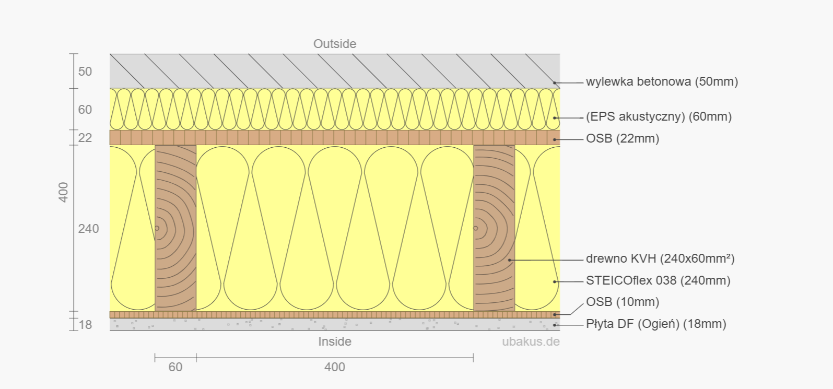 Outside
50
wylewka betonowa (50mm)
60
(EPS akustyczny) (60mm)
22
OSB (22mm)
400
240
drewno KVH (240x60mm²)
STEICOflex 038 (240mm)
OSB (10mm)
18
Płyta DF (Ogień) (18mm)
Inside
ubakus.de
60
400